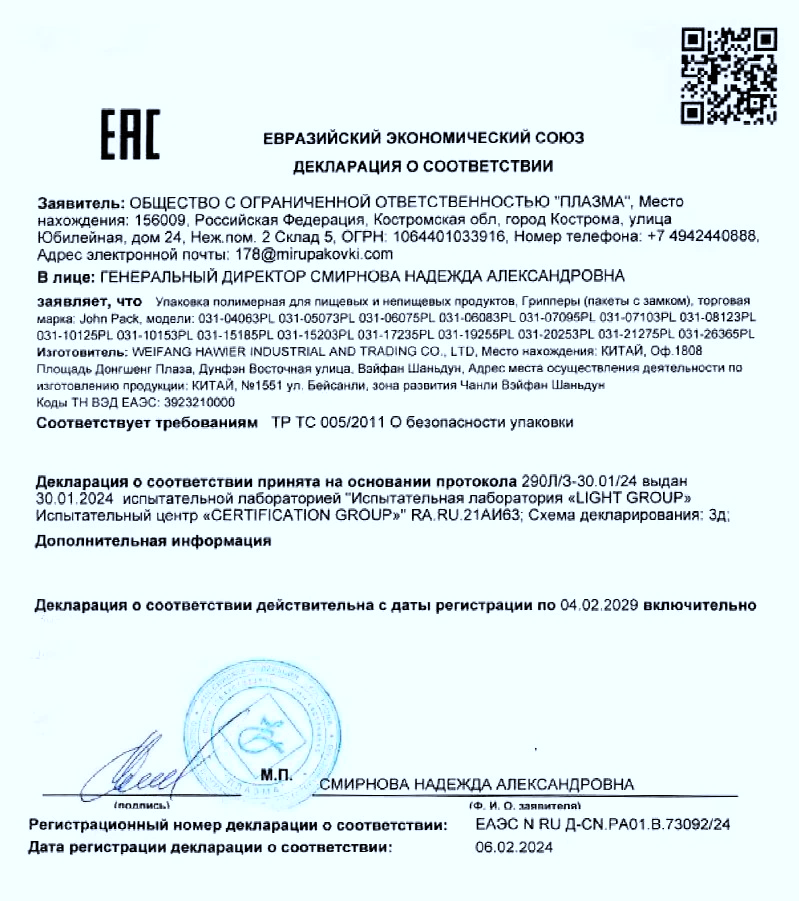 EAC
ЕВРАЗИЙСКИЙ ЭКОНОМИЧЕСКИЙ СОЮЗ
ДЕКЛАРАЦИЯ О СООТВЕТСТВИИ
Заявитель: ОБЩЕСТВО С ОГРАНИЧЕННОЙ ОТВЕТСТВЕННОСТЬЮ "ПЛАЗМА", Место
нахождения: 156009, Российская Федерация, Костромская обл, город Кострома, улица
Юбилейная, дом 24, Неж.пом. 2 Склад 5, ОГРН: 1064401033916, Номер телефона: +7 4942440888,
Адрес электронной почты: 178@mirupakovki.com
В лице: ГЕНЕРАЛЬНЫЙ ДИРЕКТОР СМИРНОВА НАДЕЖДА АЛЕКСАНДРОВНА
заявляет, что Упаковка полимерная для пищевых и непищевых продуктов, Грипперы (пакеты с замком), торговая
марка: John Pack, модели: 031-04063PL 031-05073PL 031-06075PL 031-06083PL 031-07095PL 031-07103PL 031-08123PL
031-10125PL 031-10153PL 031-15185PL 031-15203PL 031-17235PL 031-19255PL 031-20253PL 031-21275PL 031-26365PL
Изготовитель: WEIFANG HAWIER INDUSTRIAL AND TRADING CO., LTD, Место нахождения: КИТАЙ, Оф.1808
Площадь Донгшенг Плаза, Дунфэн Восточная улица, Вайфан Шаньдун, Адрес места осуществления деятельности по
изготовлению продукции: КИТАЙ, №1551 ул. Бейсанли, зона развития Чанли Вэйфан Шаньдун
Коды ТН ВЭД ЕАЭС: 3923210000
Соответствует требованиям ТР ТС 005/2011 О безопасности упаковки
Декларация о соответствии принята на основании протокола 290Л/З-30.01/24 выдан
30.01.2024 испытательной лабораторией "Испытательная лаборатория «LIGHT GROUP»
Испытательный центр «CERTIFICATION GROUP»" RA.RU.21АИ63; Схема декларирования: 3д;
Дополнительная информация
Декларация о соответствии действительна с даты регистрации по 04.02.2029 включительно
М.П.
СМИРНОВА НАДЕЖДА АЛЕКСАНДРОВНА
(подпись) (Ф. И. О. заявителя)
Регистрационный номер декларации о соответствии: ЕАЭС N RU Д-CN.РА01.В.73092/24
Дата регистрации декларации о соответствии: 06.02.2024